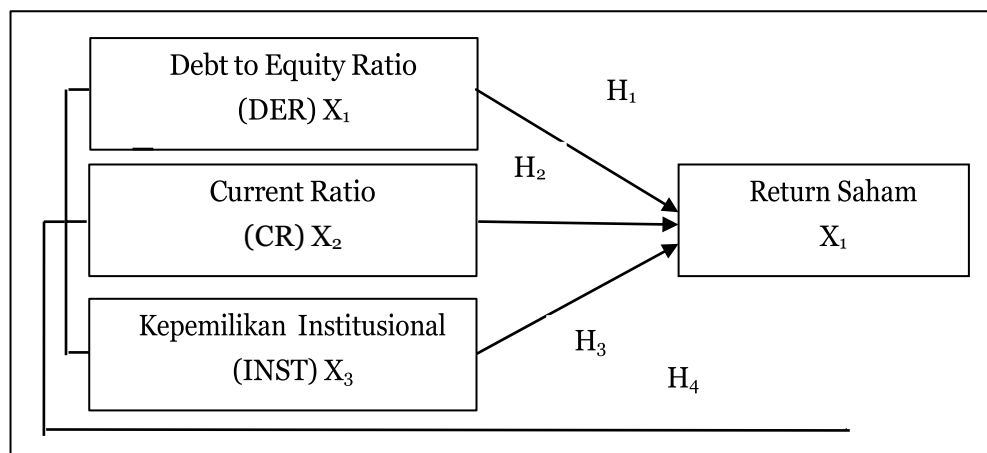 Debt to Equity Ratio
(DER) X₁
H₁
H₂
Current Ratio
(CR) X₂
Return Saham
X₁
Kepemilikan Institusional
(INST) X₃
H₃
H₄